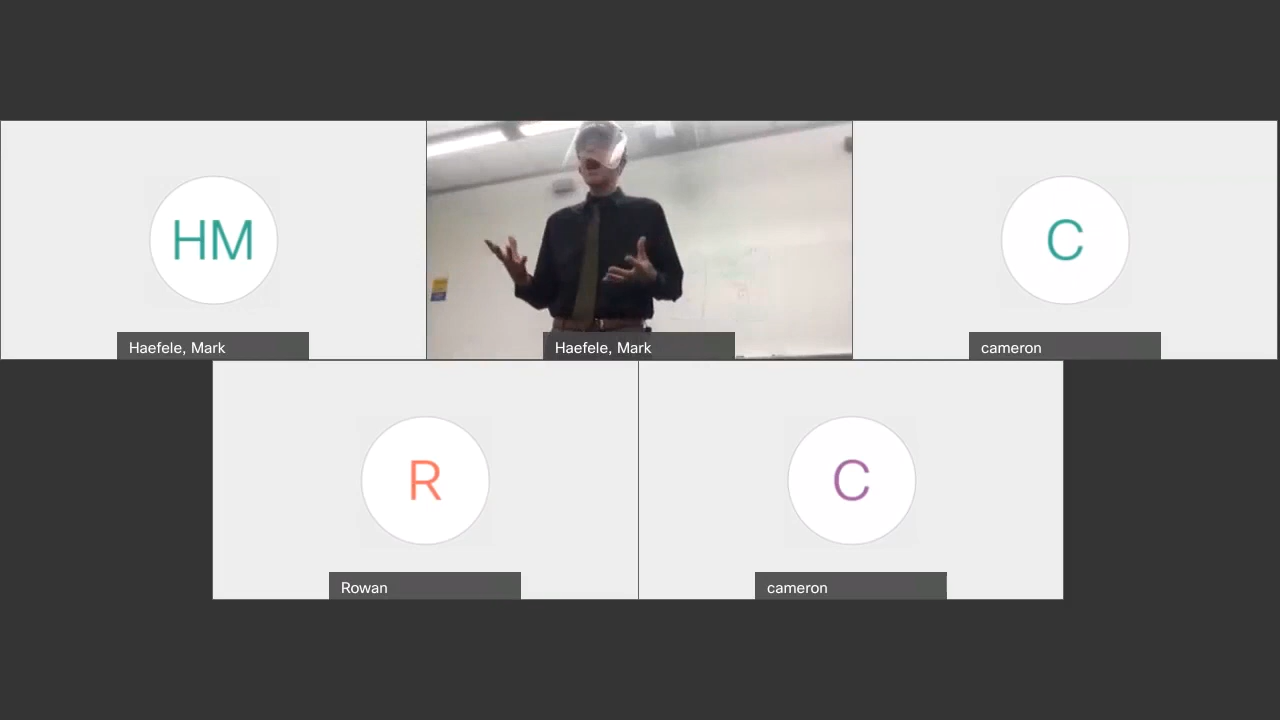 HM
C
Haefele, Mark
Haefele, Mark
cameron
R
C
Rowan
cameron